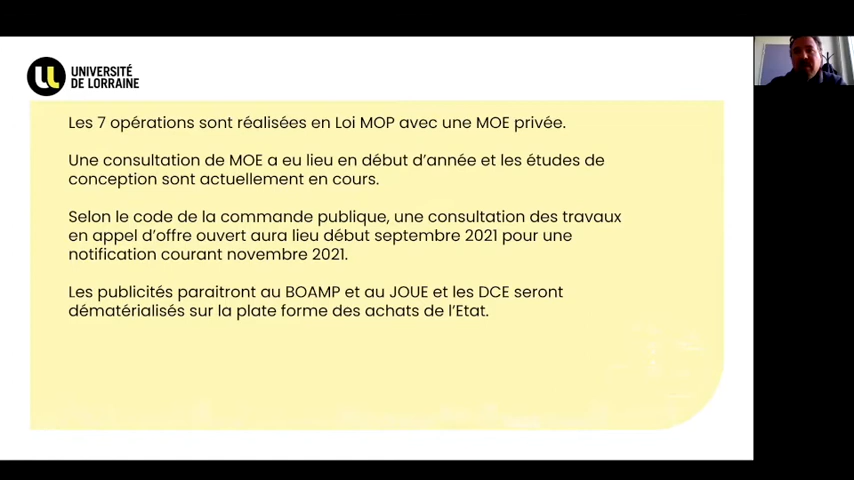 UNIVERSITÉ
DE LORRAINE
Les 7 opérations sont réalisées en Loi MOP avec une MOE privée.
Une consultation de MOE a eu lieu en début d'année et les études de
conception sont actuellement en cours.
Selon le code de la commande publique, une consultation des travaux
en appel d'offre ouvert aura lieu début septembre 2021 pour une
notification courant novembre 2021.
Les publicités paraitront au BOAMP et au JOUE et les DCE seront
dématérialisés sur la plate forme des achats de l'Etat.